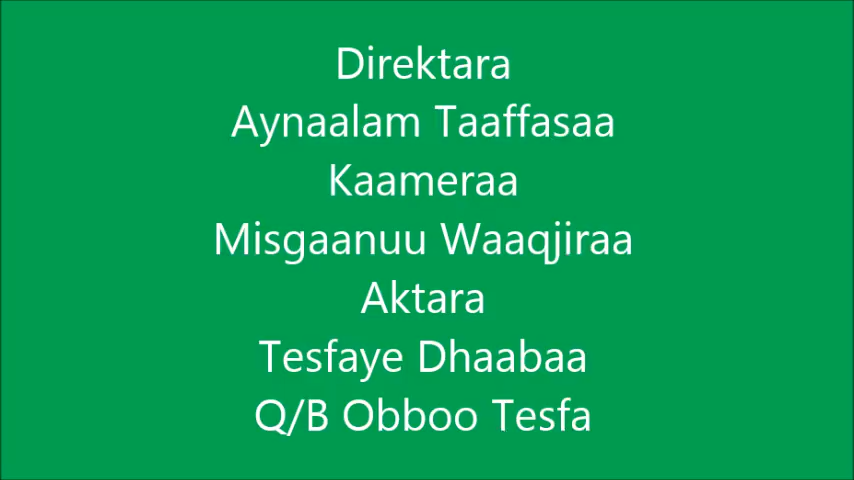 Direktara
Aynaalam Taaffasaa
Kaameraa
Misgaanuu Waaqjiraa
Aktara
Tesfaye Dhaabaa
Q/B Obboo Tesfa